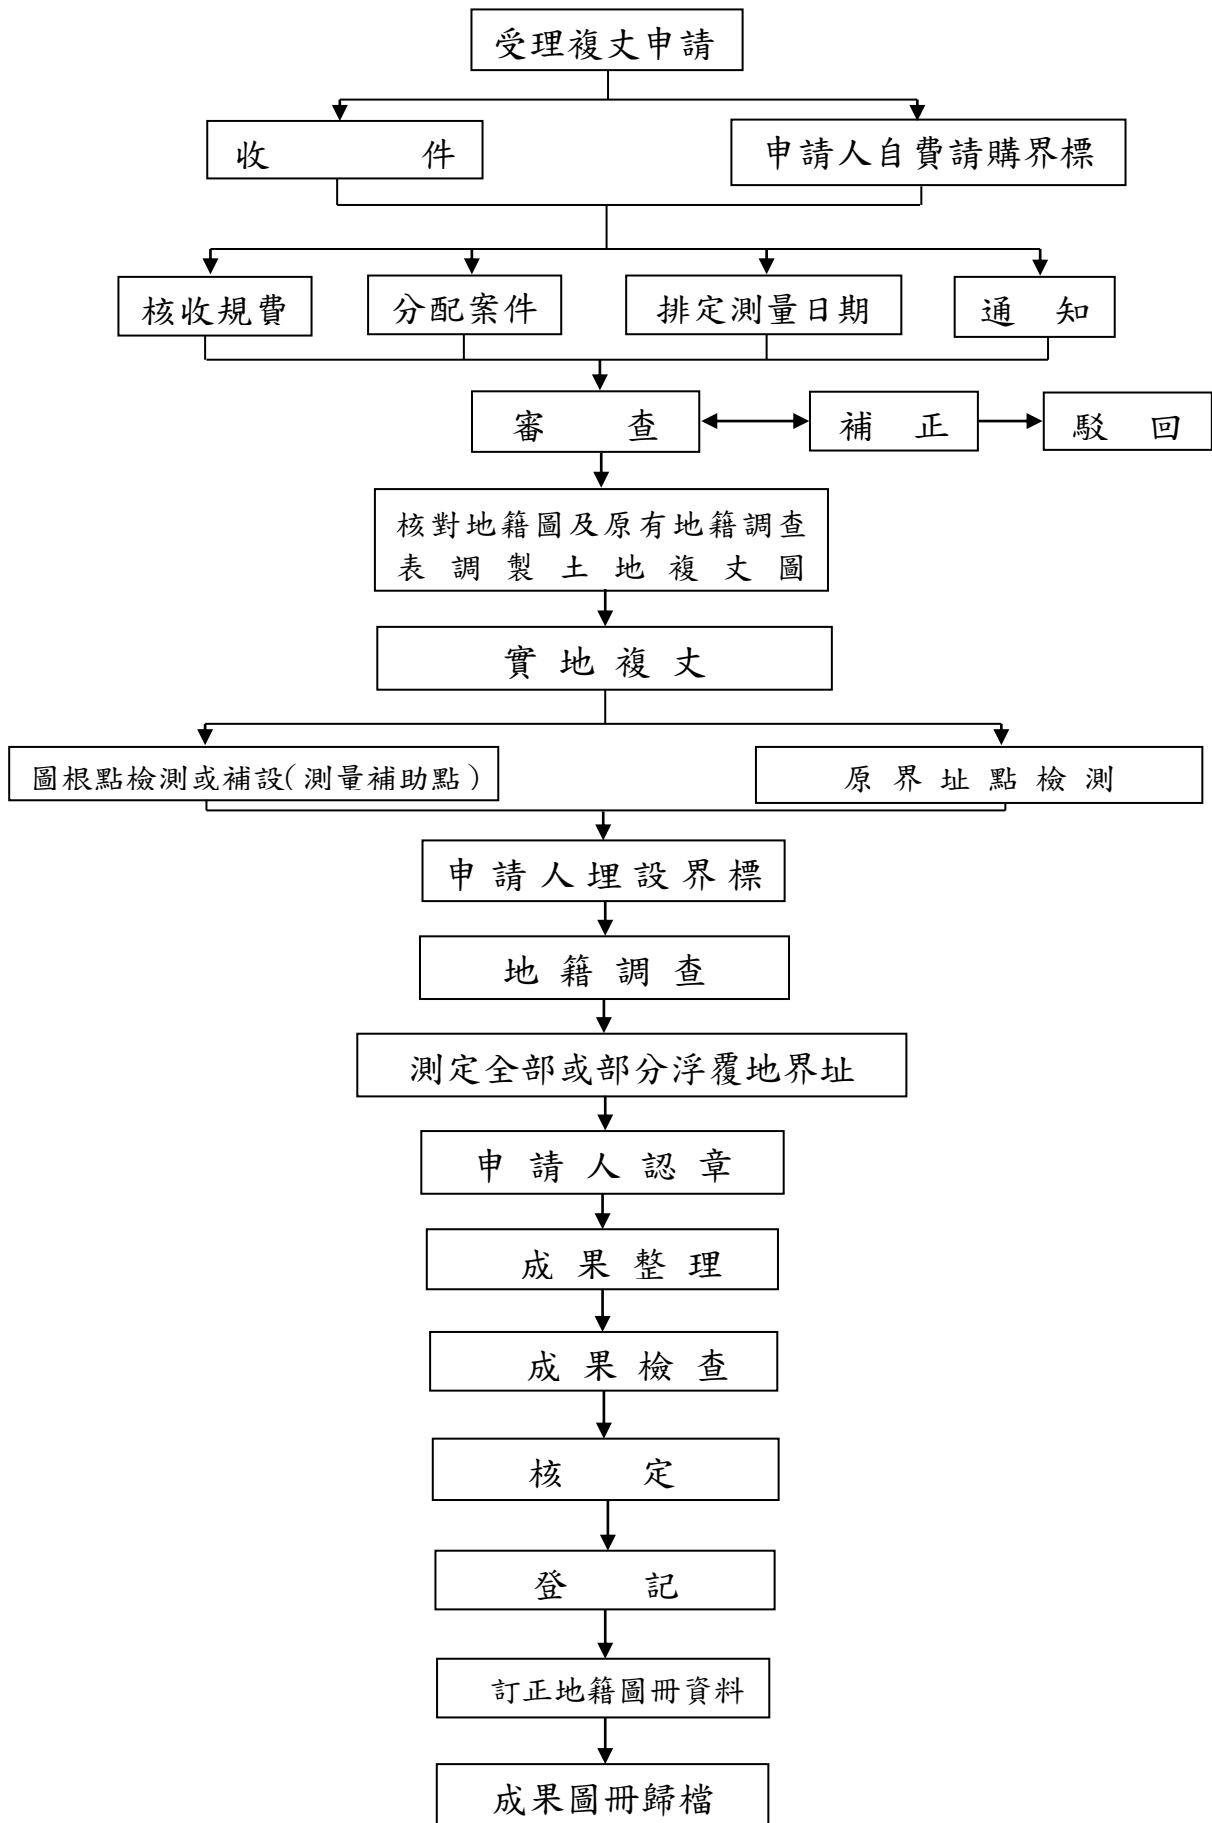 受理複丈申請
收件
申請人自費請購界標
核收規費
分配案件
排定測量日期
通知
審查
補正
駁回
核對地籍圖及原有地籍調查
表調製土地複丈圖
實地複丈
圖根點檢測或補設(測量補助點)
原界址點檢測
申請人埋設界標
地籍調查
測定全部或部分浮覆地界址
申請人認章
成果整理
成果檢查
核定
登記
訂正地籍圖冊資料
成果圖冊歸檔